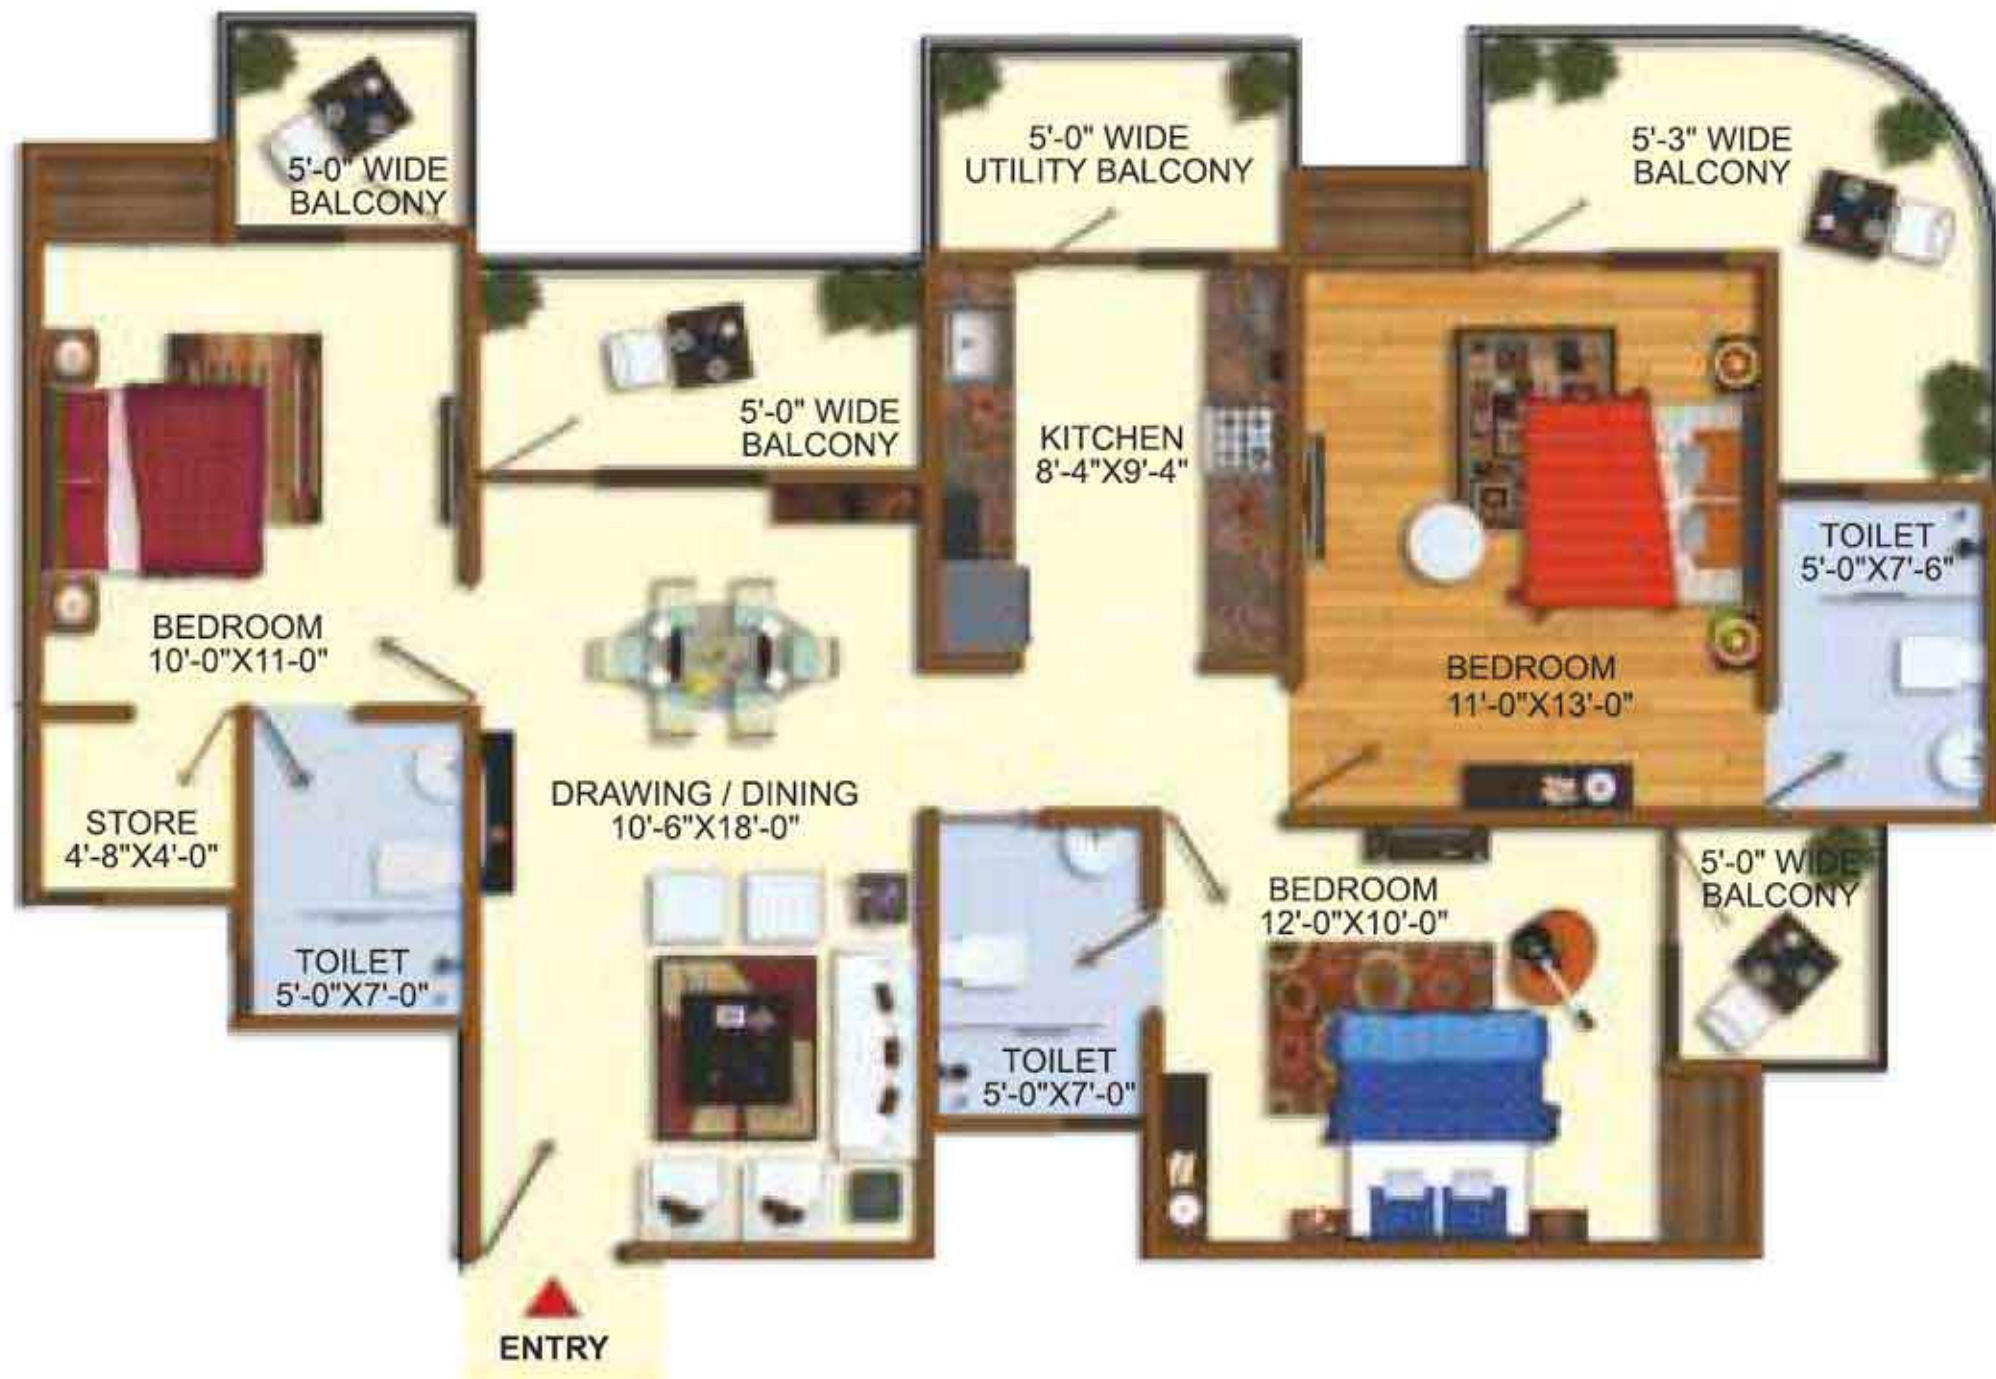 5'-0" WIDE
BALCONY
5'-0" WIDE
UTILITY BALCONY
5'-3" WIDE
BALCONY
5'-0" WIDE
BALCONY
KITCHEN
8'-4"X9'-4"
TOILET
5'-0"X7'-6"
BEDROOM
10'-0"X11-0"
BEDROOM
11'-0"X13'-0"
STORE
4'-8"X4'-0"
DRAWING / DINING
10'-6"X18'-0"
BEDROOM
12'-0"X10'-0"
5'-0" WIDE
BALCONY
TOILET
5'-0"X7'-0"
TOILET
5'-0"X7'-0"
ENTRY